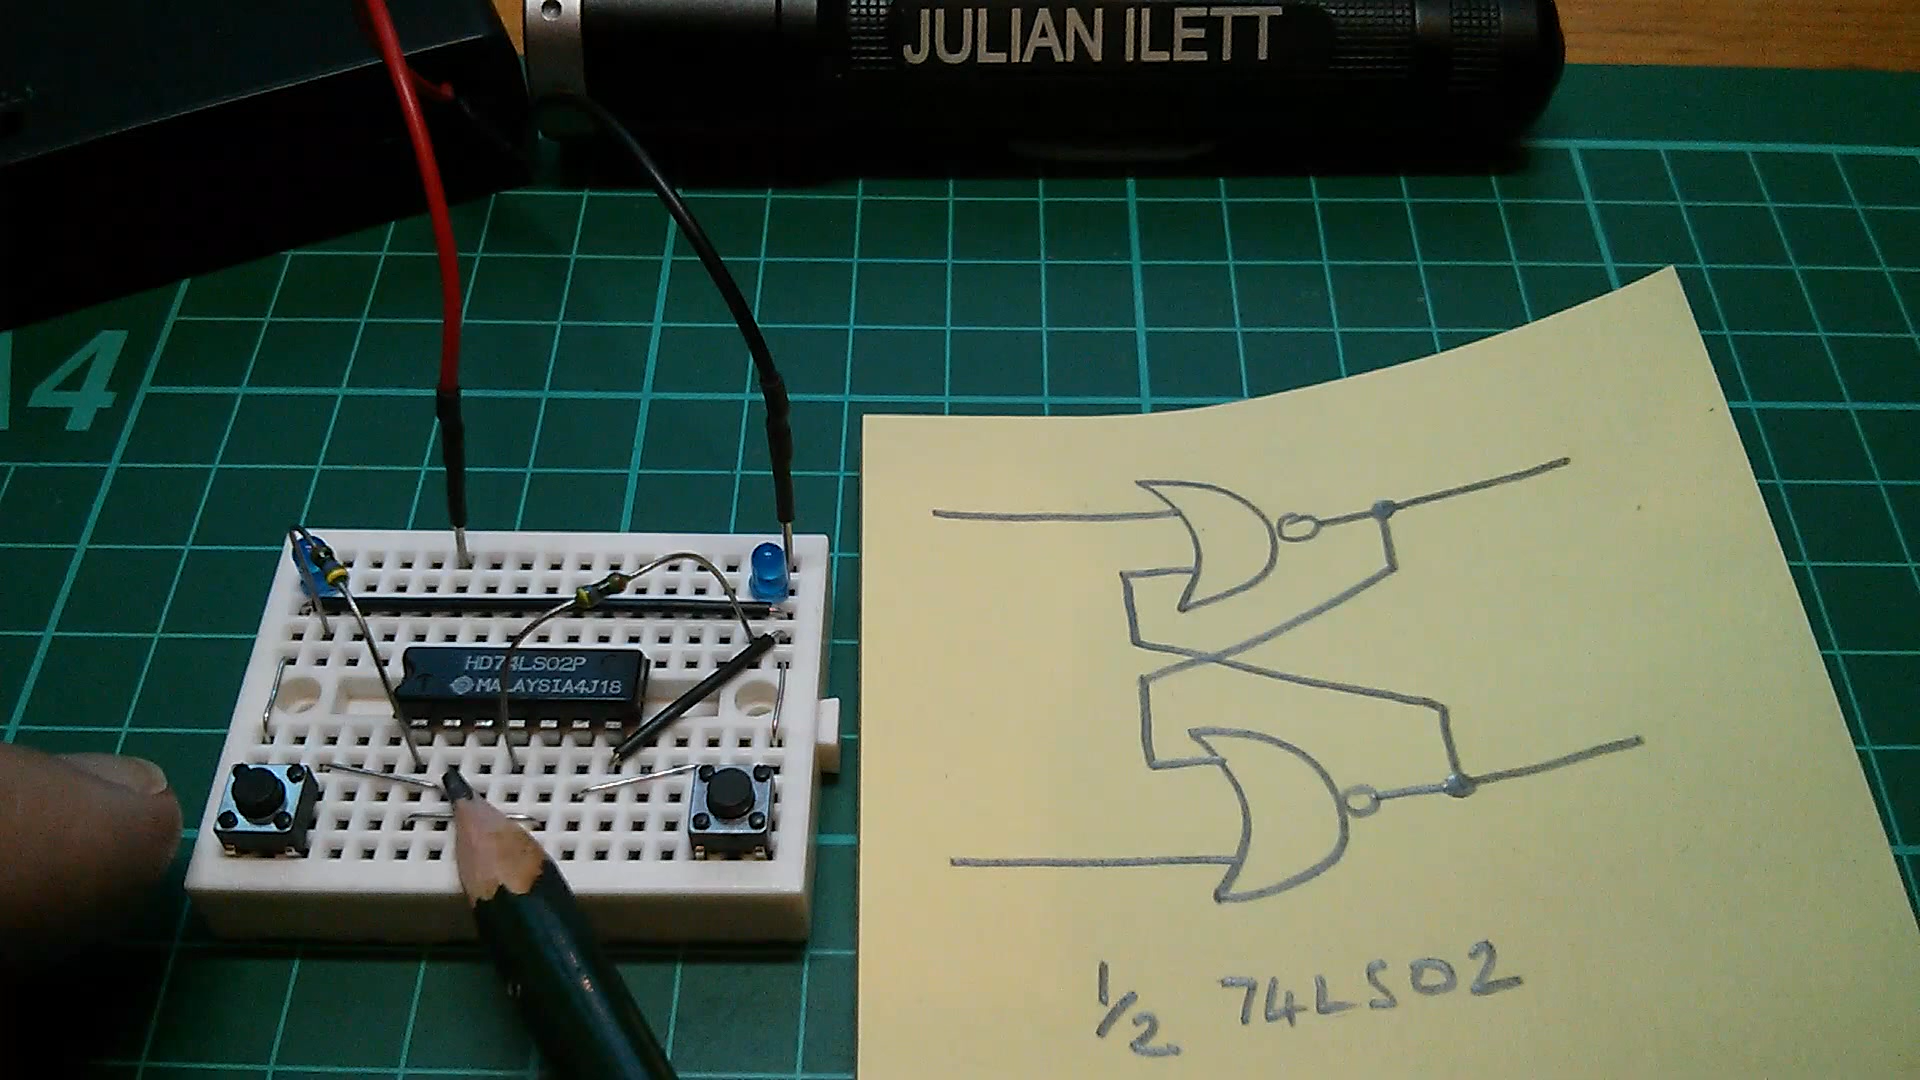 JULIAN ILETT
A4
HD74LS02P
MALAYSIA4J18
1/2 74LS02